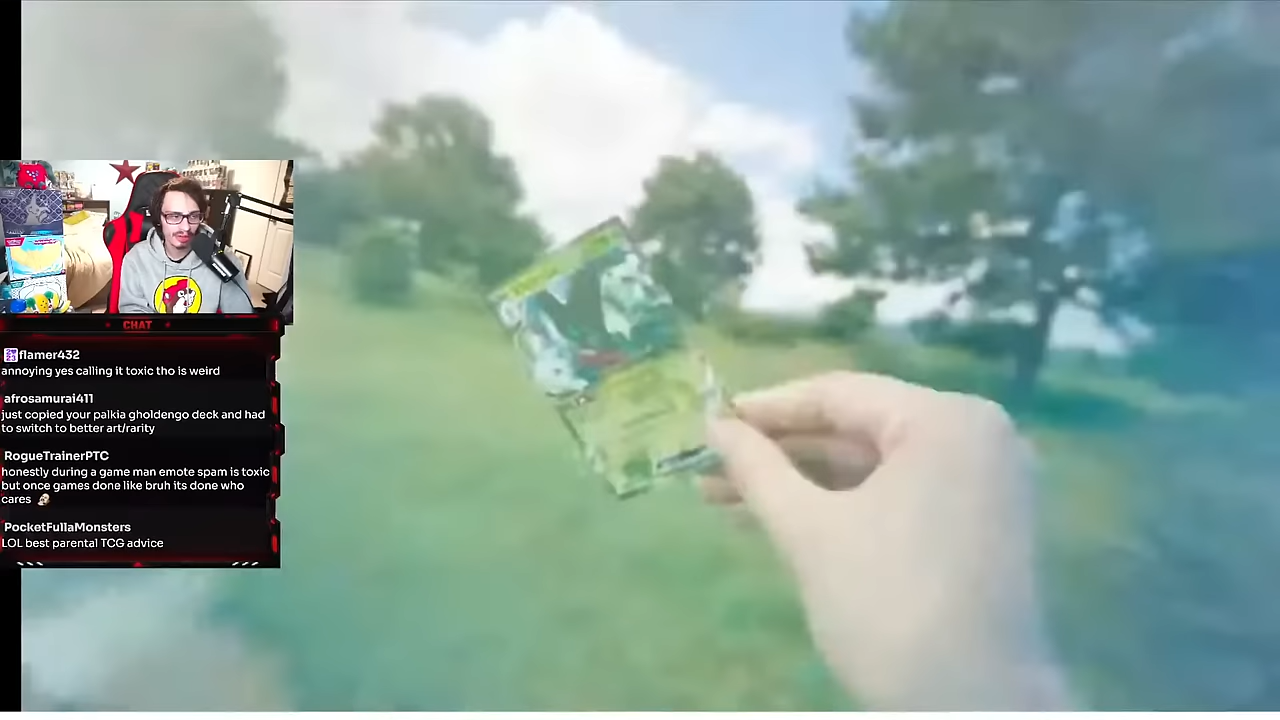 CHAT
flamer432
annoying yes calling it toxic tho is weird
afrosamurai411
just copied your palkia gholdengo deck and had
to switch to better art/rarity
RogueTrainerPTC
honestly during a game man emote spam is toxic
but once games done like bruh its done who
cares
PocketFullaMonsters
LOL best parental TCG advice